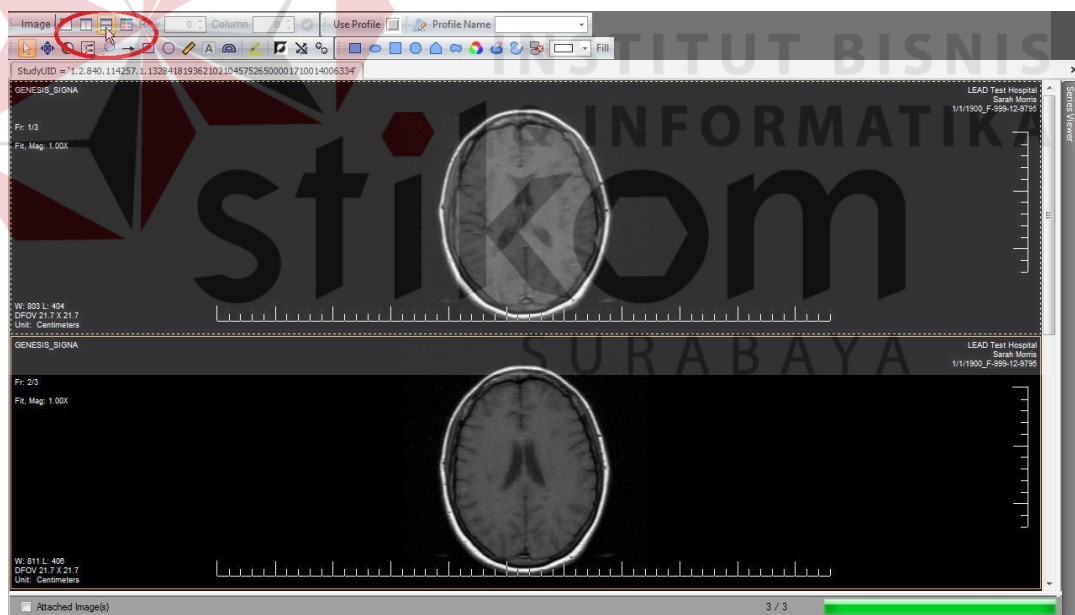 Image Row 0 Column 0 Use Profile Profile Name
A % Fill
StudyUID = '1.2.840.114257.1.13284181936210210457526500001710014006334'
INSTITUT BISNIS
& INFORMATIKA
stikom
SURABAYA
GENESIS_SIGNA
LEAD Test Hospital
Sarah Morris
1/1/1900_F-999-12-9795
Fr: 1/3
Fit, Mag: 1.00X
W: 803 L: 404
DFOV 21.7 X 21.7
Unit: Centimeters
Series Viewer
GENESIS_SIGNA
LEAD Test Hospital
Sarah Morris
1/1/1900_F-999-12-9795
Fr: 2/3
Fit, Mag: 1.00X
W: 811 L: 406
DFOV 21.7 X 21.7
Unit: Centimeters
Attached Image(s)
3 / 3